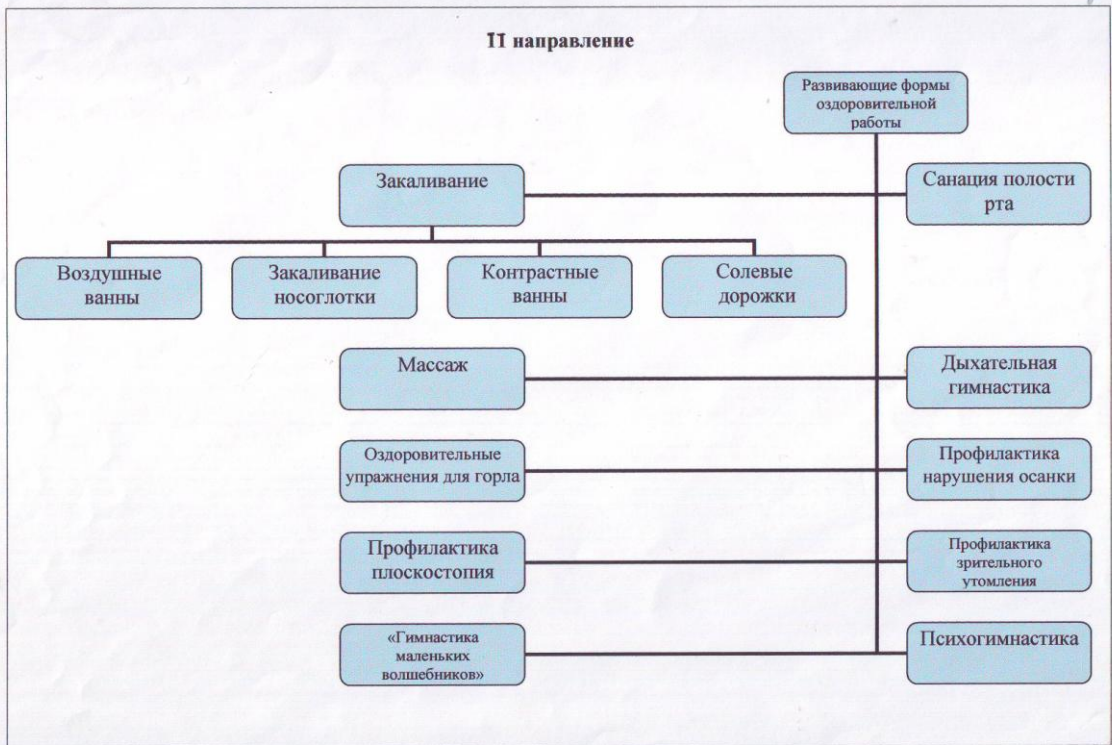 II направление
Развивающие формы
оздоровительной
работы
Закаливание
Санация полости
рта
Воздушные
ванны
Закаливание
носоглотки
Контрастные
ванны
Солевые
дорожки
Массаж
Дыхательная
гимнастика
Оздоровительные
упражнения для горла
Профилактика
нарушения осанки
Профилактика
плоскостопия
Профилактика
зрительного
утомления
«Гимнастика
маленьких
волшебников»
Психогимнастика